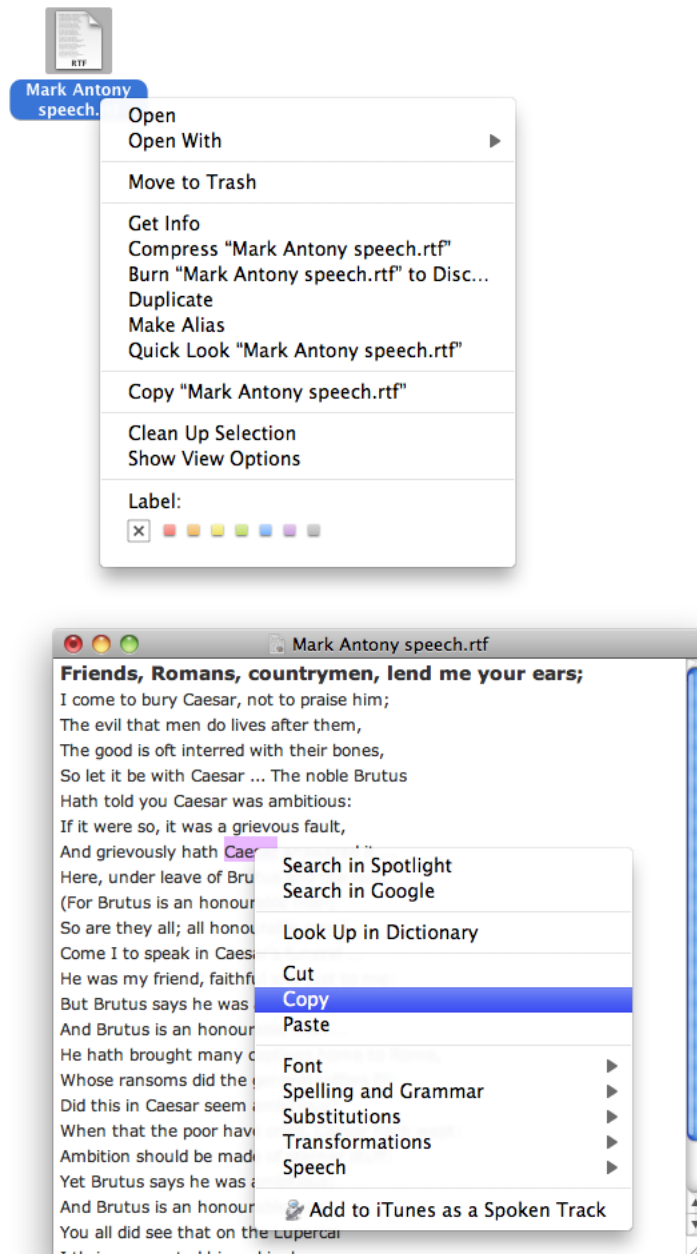 RTF
Mark Antony
speech.
Open
Open With
Move to Trash
Get Info
Compress “Mark Antony speech.rtf”
Burn “Mark Antony speech.rtf” to Disc...
Duplicate
Make Alias
Quick Look “Mark Antony speech.rtf”
Copy “Mark Antony speech.rtf”
Clean Up Selection
Show View Options
Label:
Mark Antony speech.rtf
Friends, Romans, countrymen, lend me your ears;
I come to bury Caesar, not to praise him;
The evil that men do lives after them,
The good is oft interred with their bones,
So let it be with Caesar ... The noble Brutus
Hath told you Caesar was ambitious:
If it were so, it was a grievous fault,
And grievously hath
Here, under leave of
(For Brutus is an
So are they all; all
Come I to speak in
He was my friend,
But Brutus says he was
And Brutus is an
He hath brought many
Whose ransoms did the
Did this in Caesar seem
When that the poor have
Ambition should be made
Yet Brutus says he was
And Brutus is an
You all did see that on the Lupercal
Search in Spotlight
Search in Google
Look Up in Dictionary
Cut
Copy
Paste
Font
Spelling and Grammar
Substitutions
Transformations
Speech
Add to iTunes as a Spoken Track